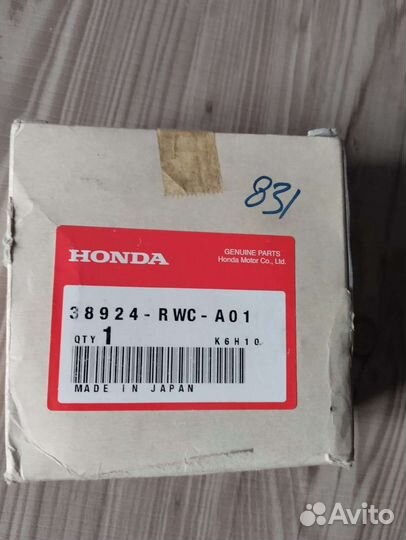 831
HONDA
GENUINE PARTS
Honda Motor Co., Ltd.
38924-RWC-A01
QTY 1 K6H10
MADE IN JAPAN
Avito